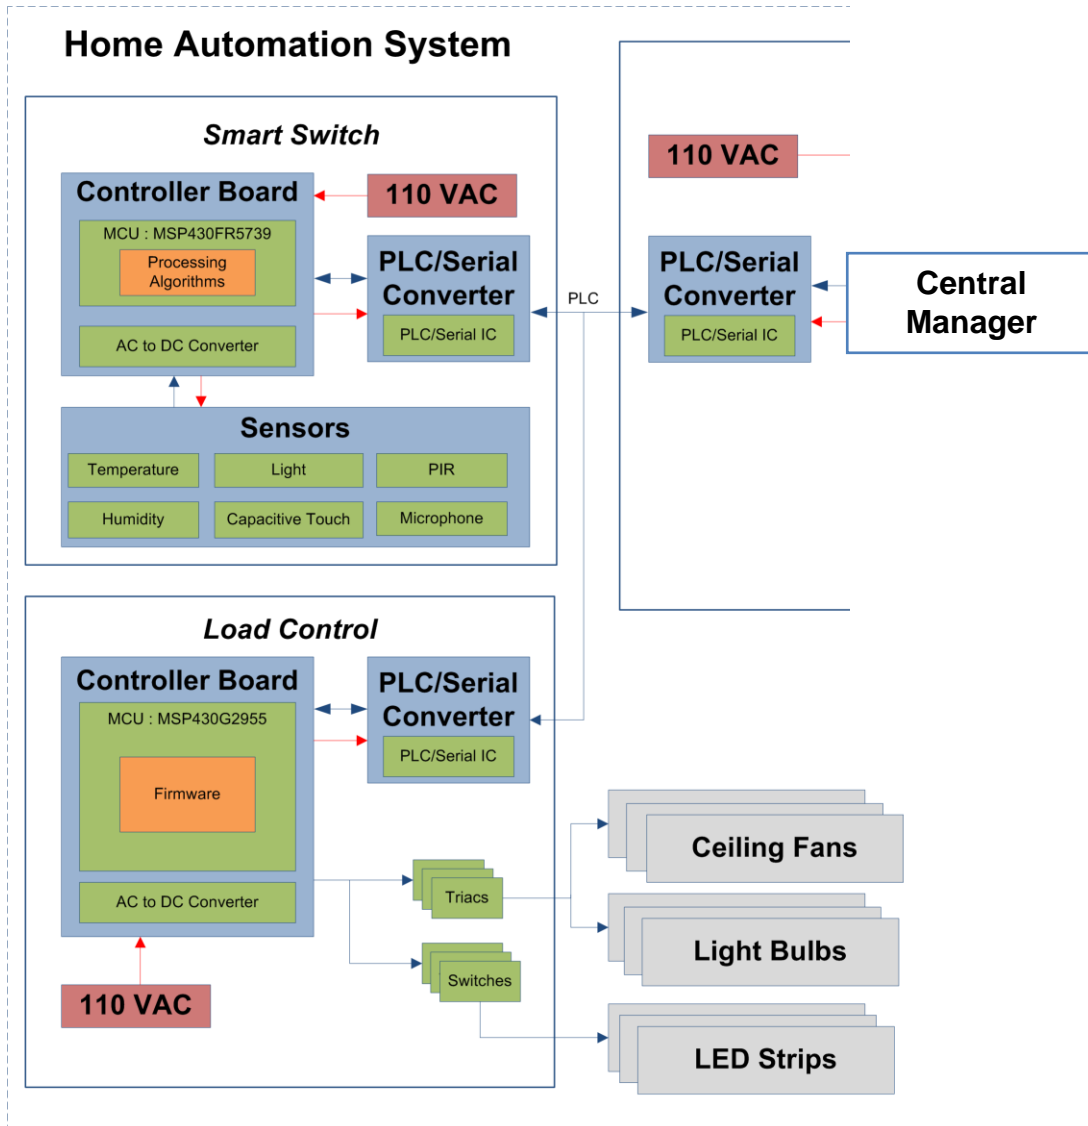 Home Automation System
Smart Switch
Controller Board
110 VAC
MCU : MSP430FR5739
Processing
Algorithms
AC to DC Converter
PLC/Serial
Converter
PLC/Serial IC
Sensors
Temperature
Light
PIR
Humidity
Capacitive Touch
Microphone
PLC
110 VAC
PLC/Serial
Converter
PLC/Serial IC
Central
Manager
Load Control
Controller Board
MCU : MSP430G2955
Firmware
AC to DC Converter
110 VAC
PLC/Serial
Converter
PLC/Serial IC
Triacs
Switches
Ceiling Fans
Light Bulbs
LED Strips